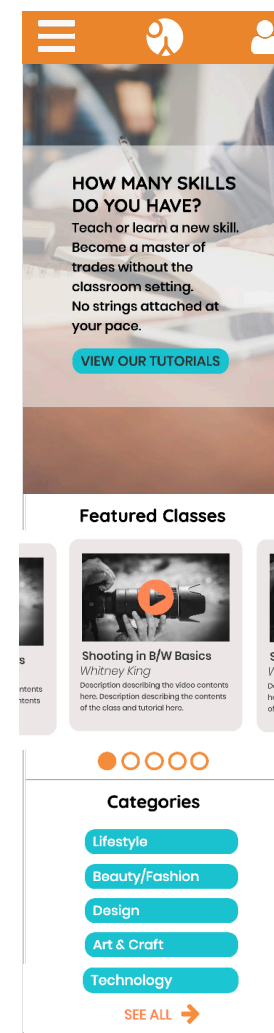 HOW MANY SKILLS
DO YOU HAVE?
Teach or learn a new skill.
Become a master of
trades without the
classroom setting.
No strings attached at
your pace.
VIEW OUR TUTORIALS
Featured Classes
Shooting in B/W Basics
Whitney King
Description describing the video contents
here. Description describing the contents
of the class and tutorial here.
Categories
Lifestyle
Beauty/Fashion
Design
Art & Craft
Technology
SEE ALL